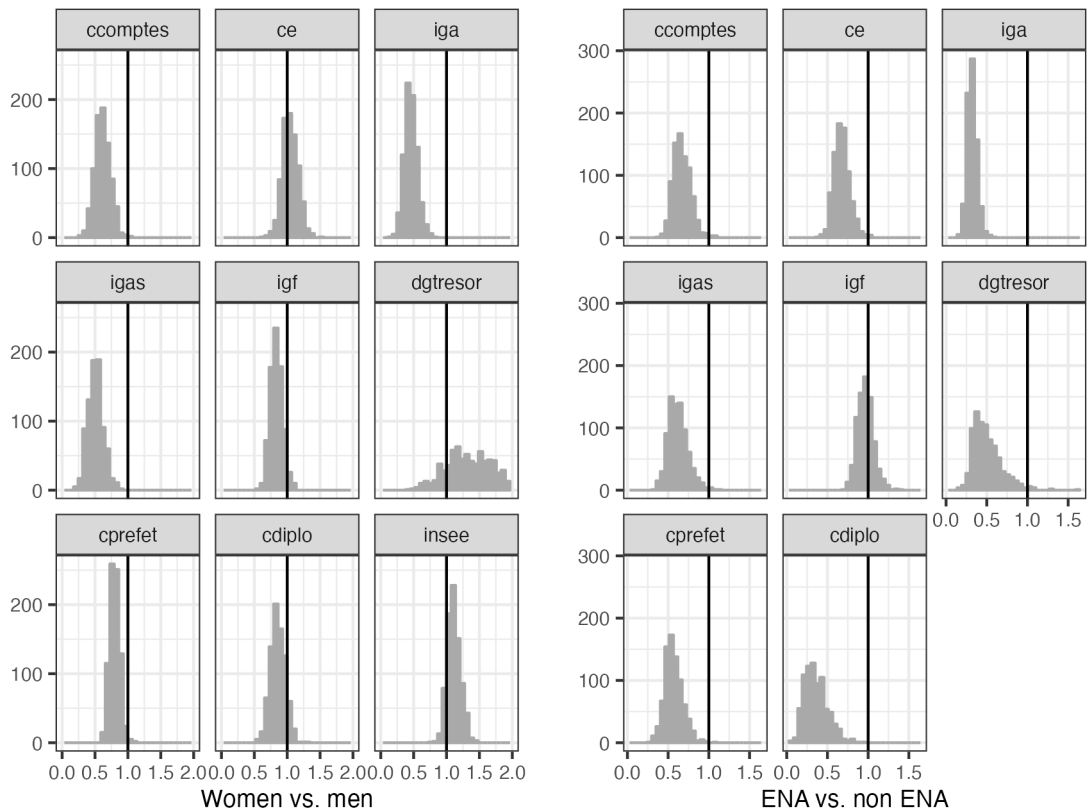 ccomptes ce iga
200
100
0
igas igf dgtresor
200
100
0
cprefet cdiplo insee
200
100
0
0.0 0.5 1.0 1.5 2.0 0.0 0.5 1.0 1.5 2.0 0.0 0.5 1.0 1.5 2.0
Women vs. men
ccomptes ce iga
300
200
100
0
igas igf dgtresor
300
200
100
0
0.0 0.5 1.0 1.5
cprefet cdiplo
300
200
100
0
0.0 0.5 1.0 1.5 0.0 0.5 1.0 1.5
ENA vs. non ENA